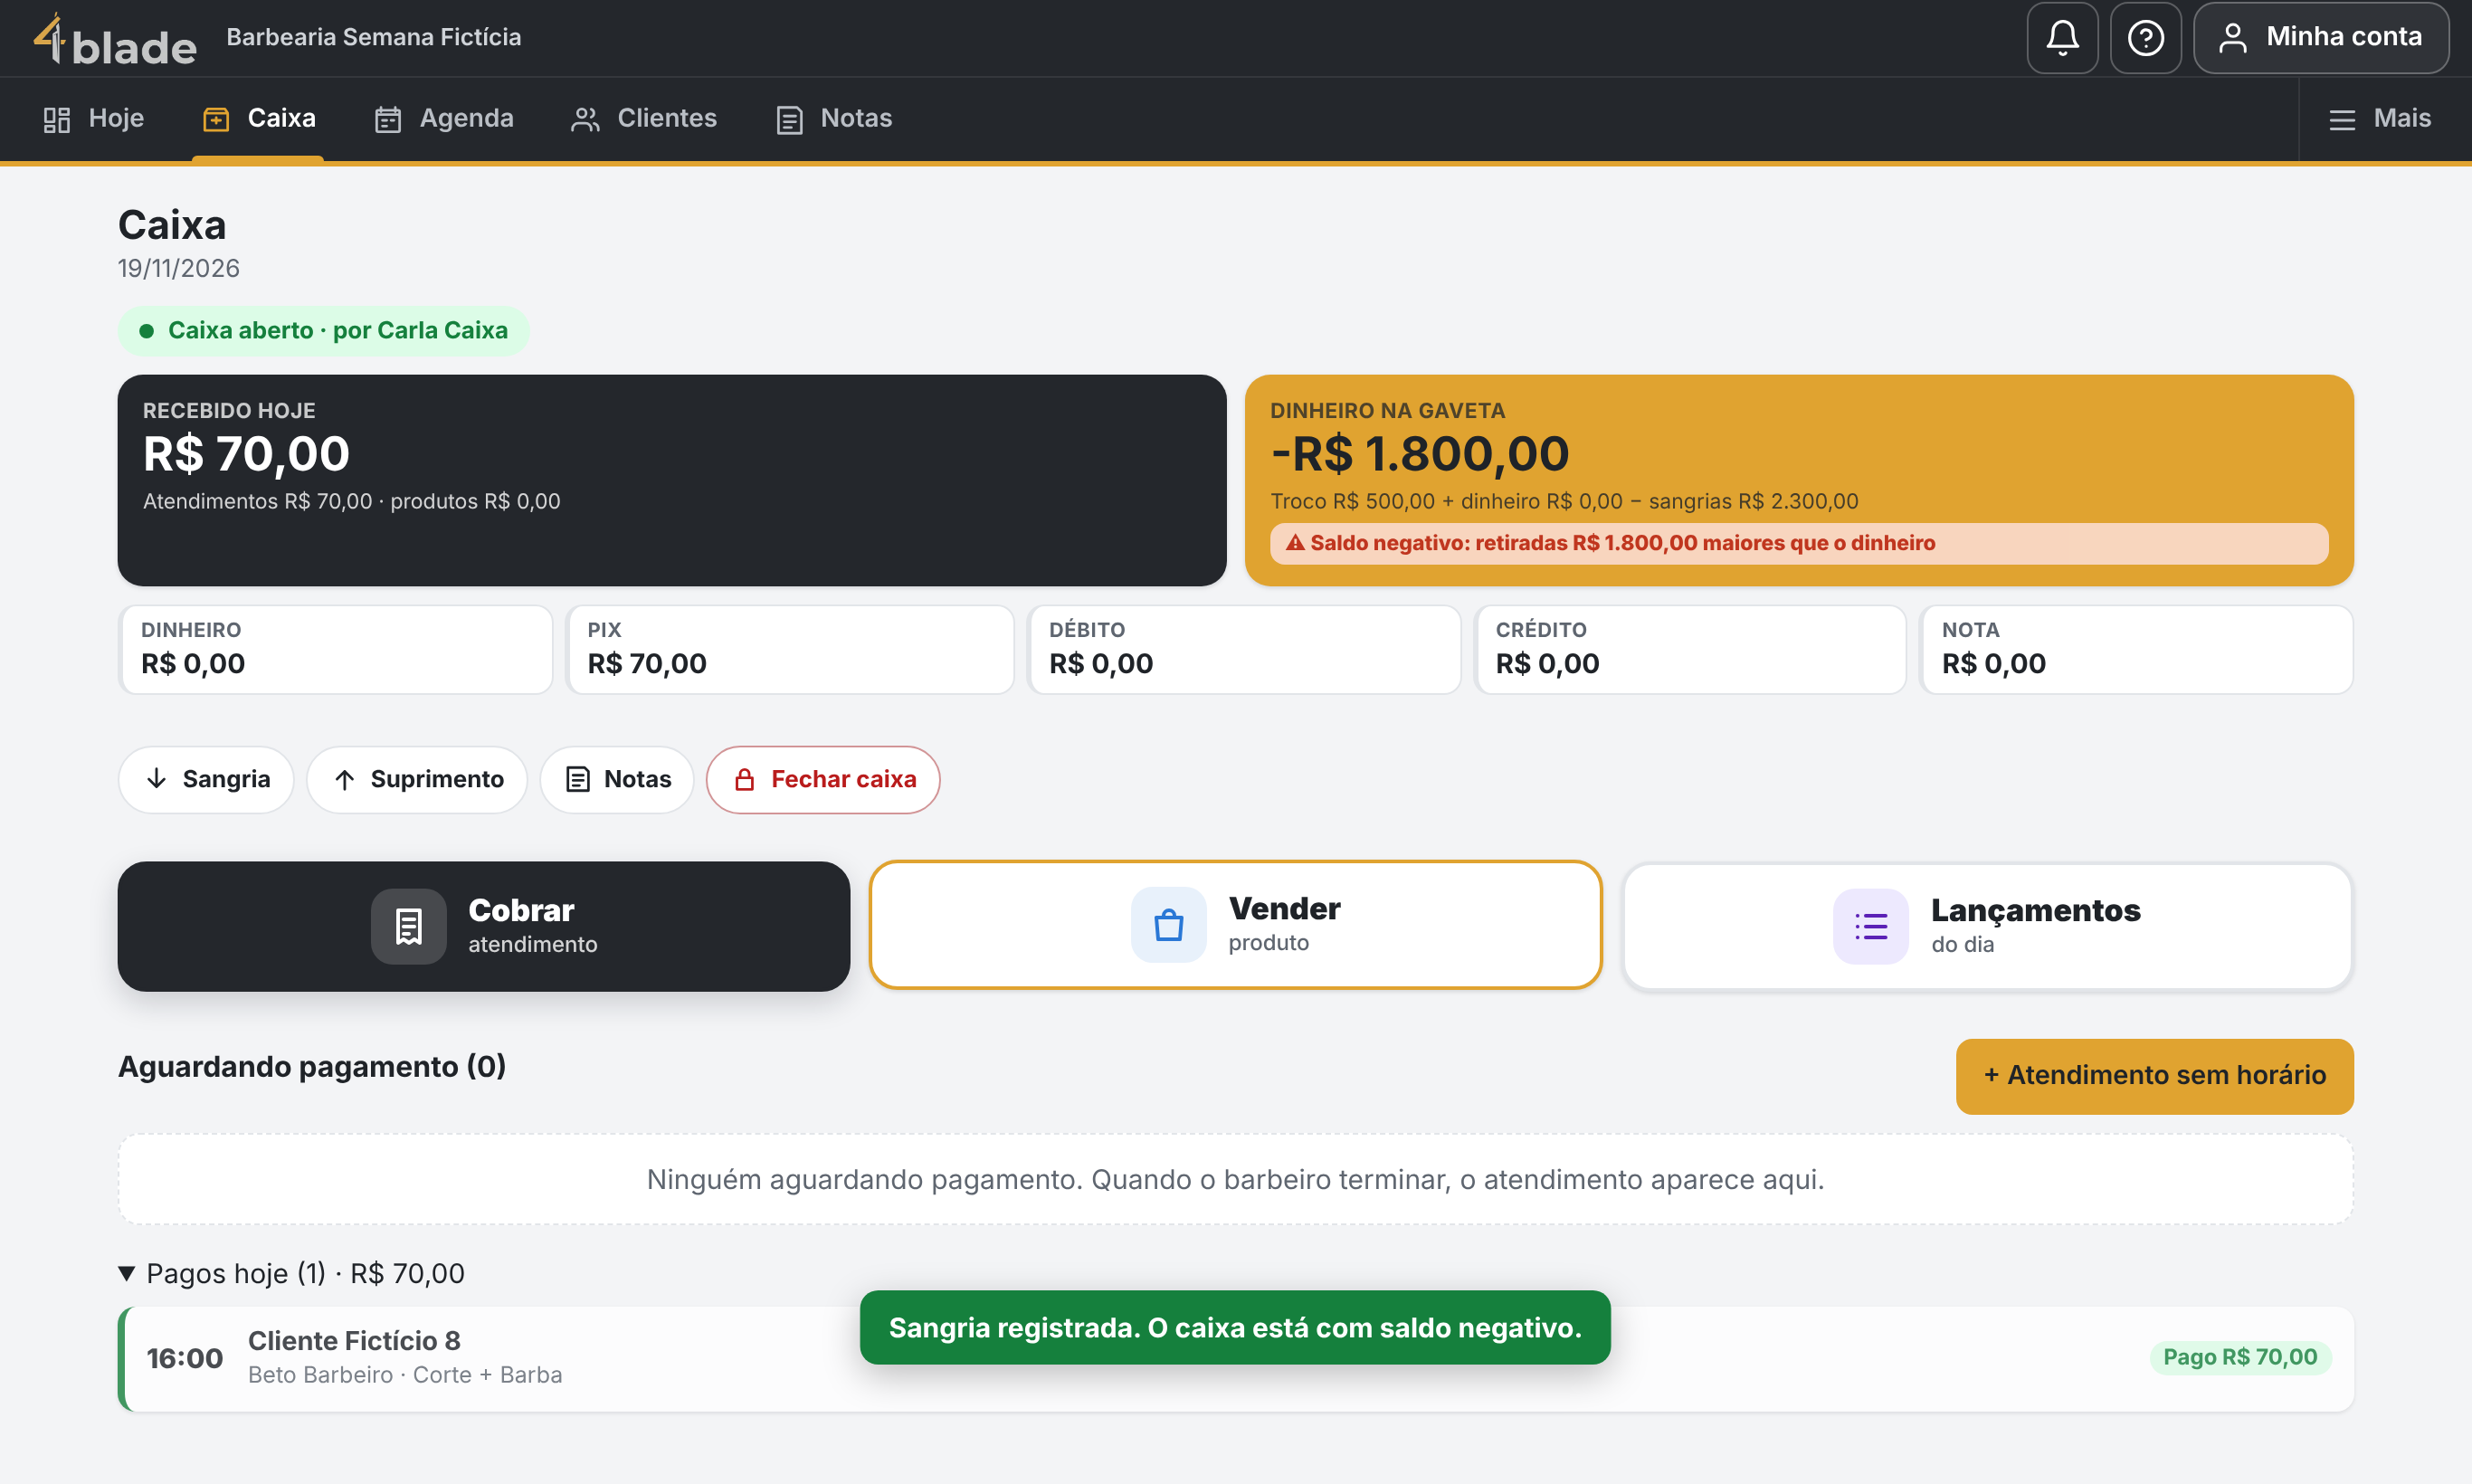 4blade
Barbearia Semana Fictícia
Minha conta
Hoje
Caixa
Agenda
Clientes
Notas
Mais
Caixa
19/11/2026
Caixa aberto · por Carla Caixa
RECEBIDO HOJE
R$ 70,00
Atendimentos R$ 70,00 · produtos R$ 0,00
DINHEIRO NA GAVETA
-R$ 1.800,00
Troco R$ 500,00 + dinheiro R$ 0,00 − sangrias R$ 2.300,00
Saldo negativo: retiradas R$ 1.800,00 maiores que o dinheiro
DINHEIRO
R$ 0,00
PIX
R$ 70,00
DÉBITO
R$ 0,00
CRÉDITO
R$ 0,00
NOTA
R$ 0,00
Sangria
Suprimento
Notas
Fechar caixa
Cobrar
atendimento
Vender
produto
Lançamentos
do dia
Aguardando pagamento (0)
+ Atendimento sem horário
Ninguém aguardando pagamento. Quando o barbeiro terminar, o atendimento aparece aqui.
Pagos hoje (1) · R$ 70,00
16:00
Cliente Fictício 8
Beto Barbeiro · Corte + Barba
Pago R$ 70,00
Sangria registrada. O caixa está com saldo negativo.